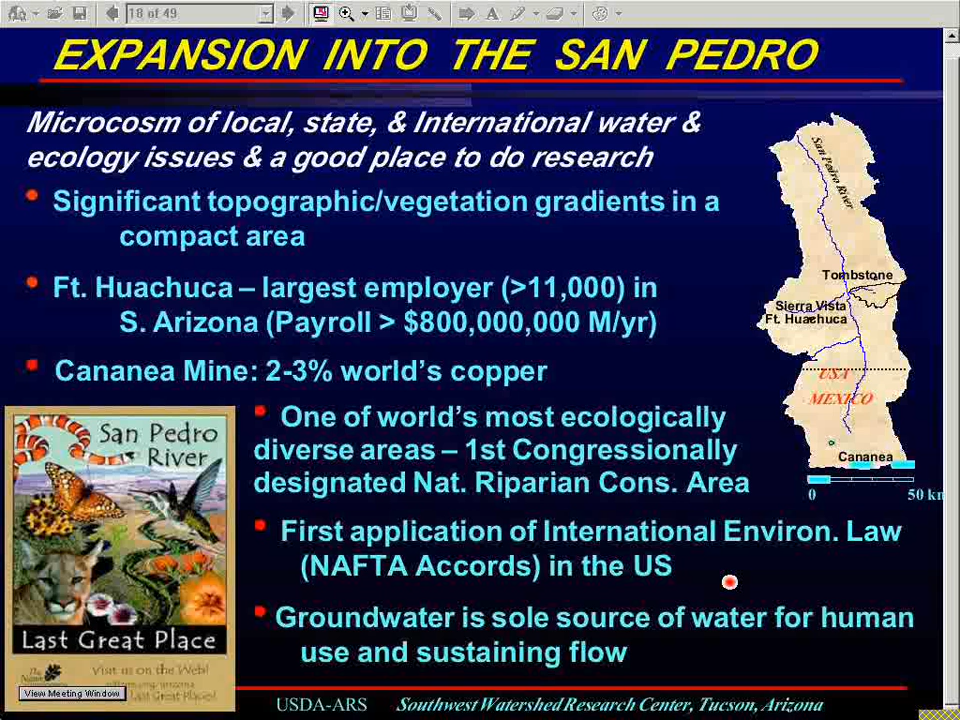 18 of 49
EXPANSION INTO THE SAN PEDRO
Microcosm of local, state, & International water &
ecology issues & a good place to do research
• Significant topographic/vegetation gradients in a
compact area
• Ft. Huachuca – largest employer (>11,000) in
S. Arizona (Payroll > $800,000,000 M/yr)
• Cananea Mine: 2-3% world's copper
• One of world's most ecologically
diverse areas – 1st Congressionally
designated Nat. Riparian Cons. Area
• First application of International Environ. Law
(NAFTA Accords) in the US
• Groundwater is sole source of water for human
use and sustaining flow
San Pedro River
Tombstone
Sierra Vista
Ft. Huachuca
USA
MEXICO
Cananea
0 50 km
San Pedro
River
Last Great Place
The Nature
Visit us on the Web!
Last Great Places!
View Meeting Window
USDA-ARS Southwest Watershed Research Center, Tucson, Arizona